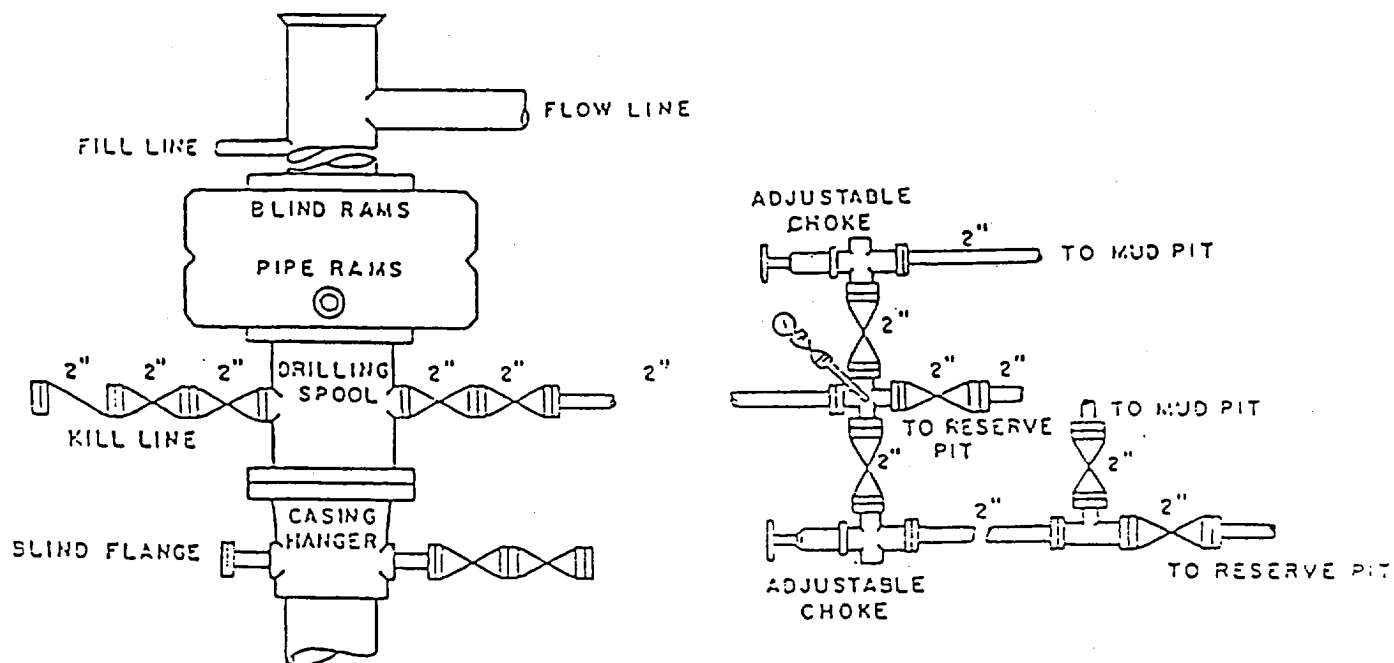 FLOW LINE
FILL LINE
BLIND RAMS
PIPE RAMS
2" 2" 2" DRILLING SPOOL 2" 2" 2"
KILL LINE
CASING
HANGER
BLIND FLANGE
ADJUSTABLE
CHOKE
2"
TO MUD PIT
2"
2" 2"
TO RESERVE
PIT
TO MUD PIT
2"
2"
2"
2"
TO RESERVE PIT
ADJUSTABLE
CHOKE